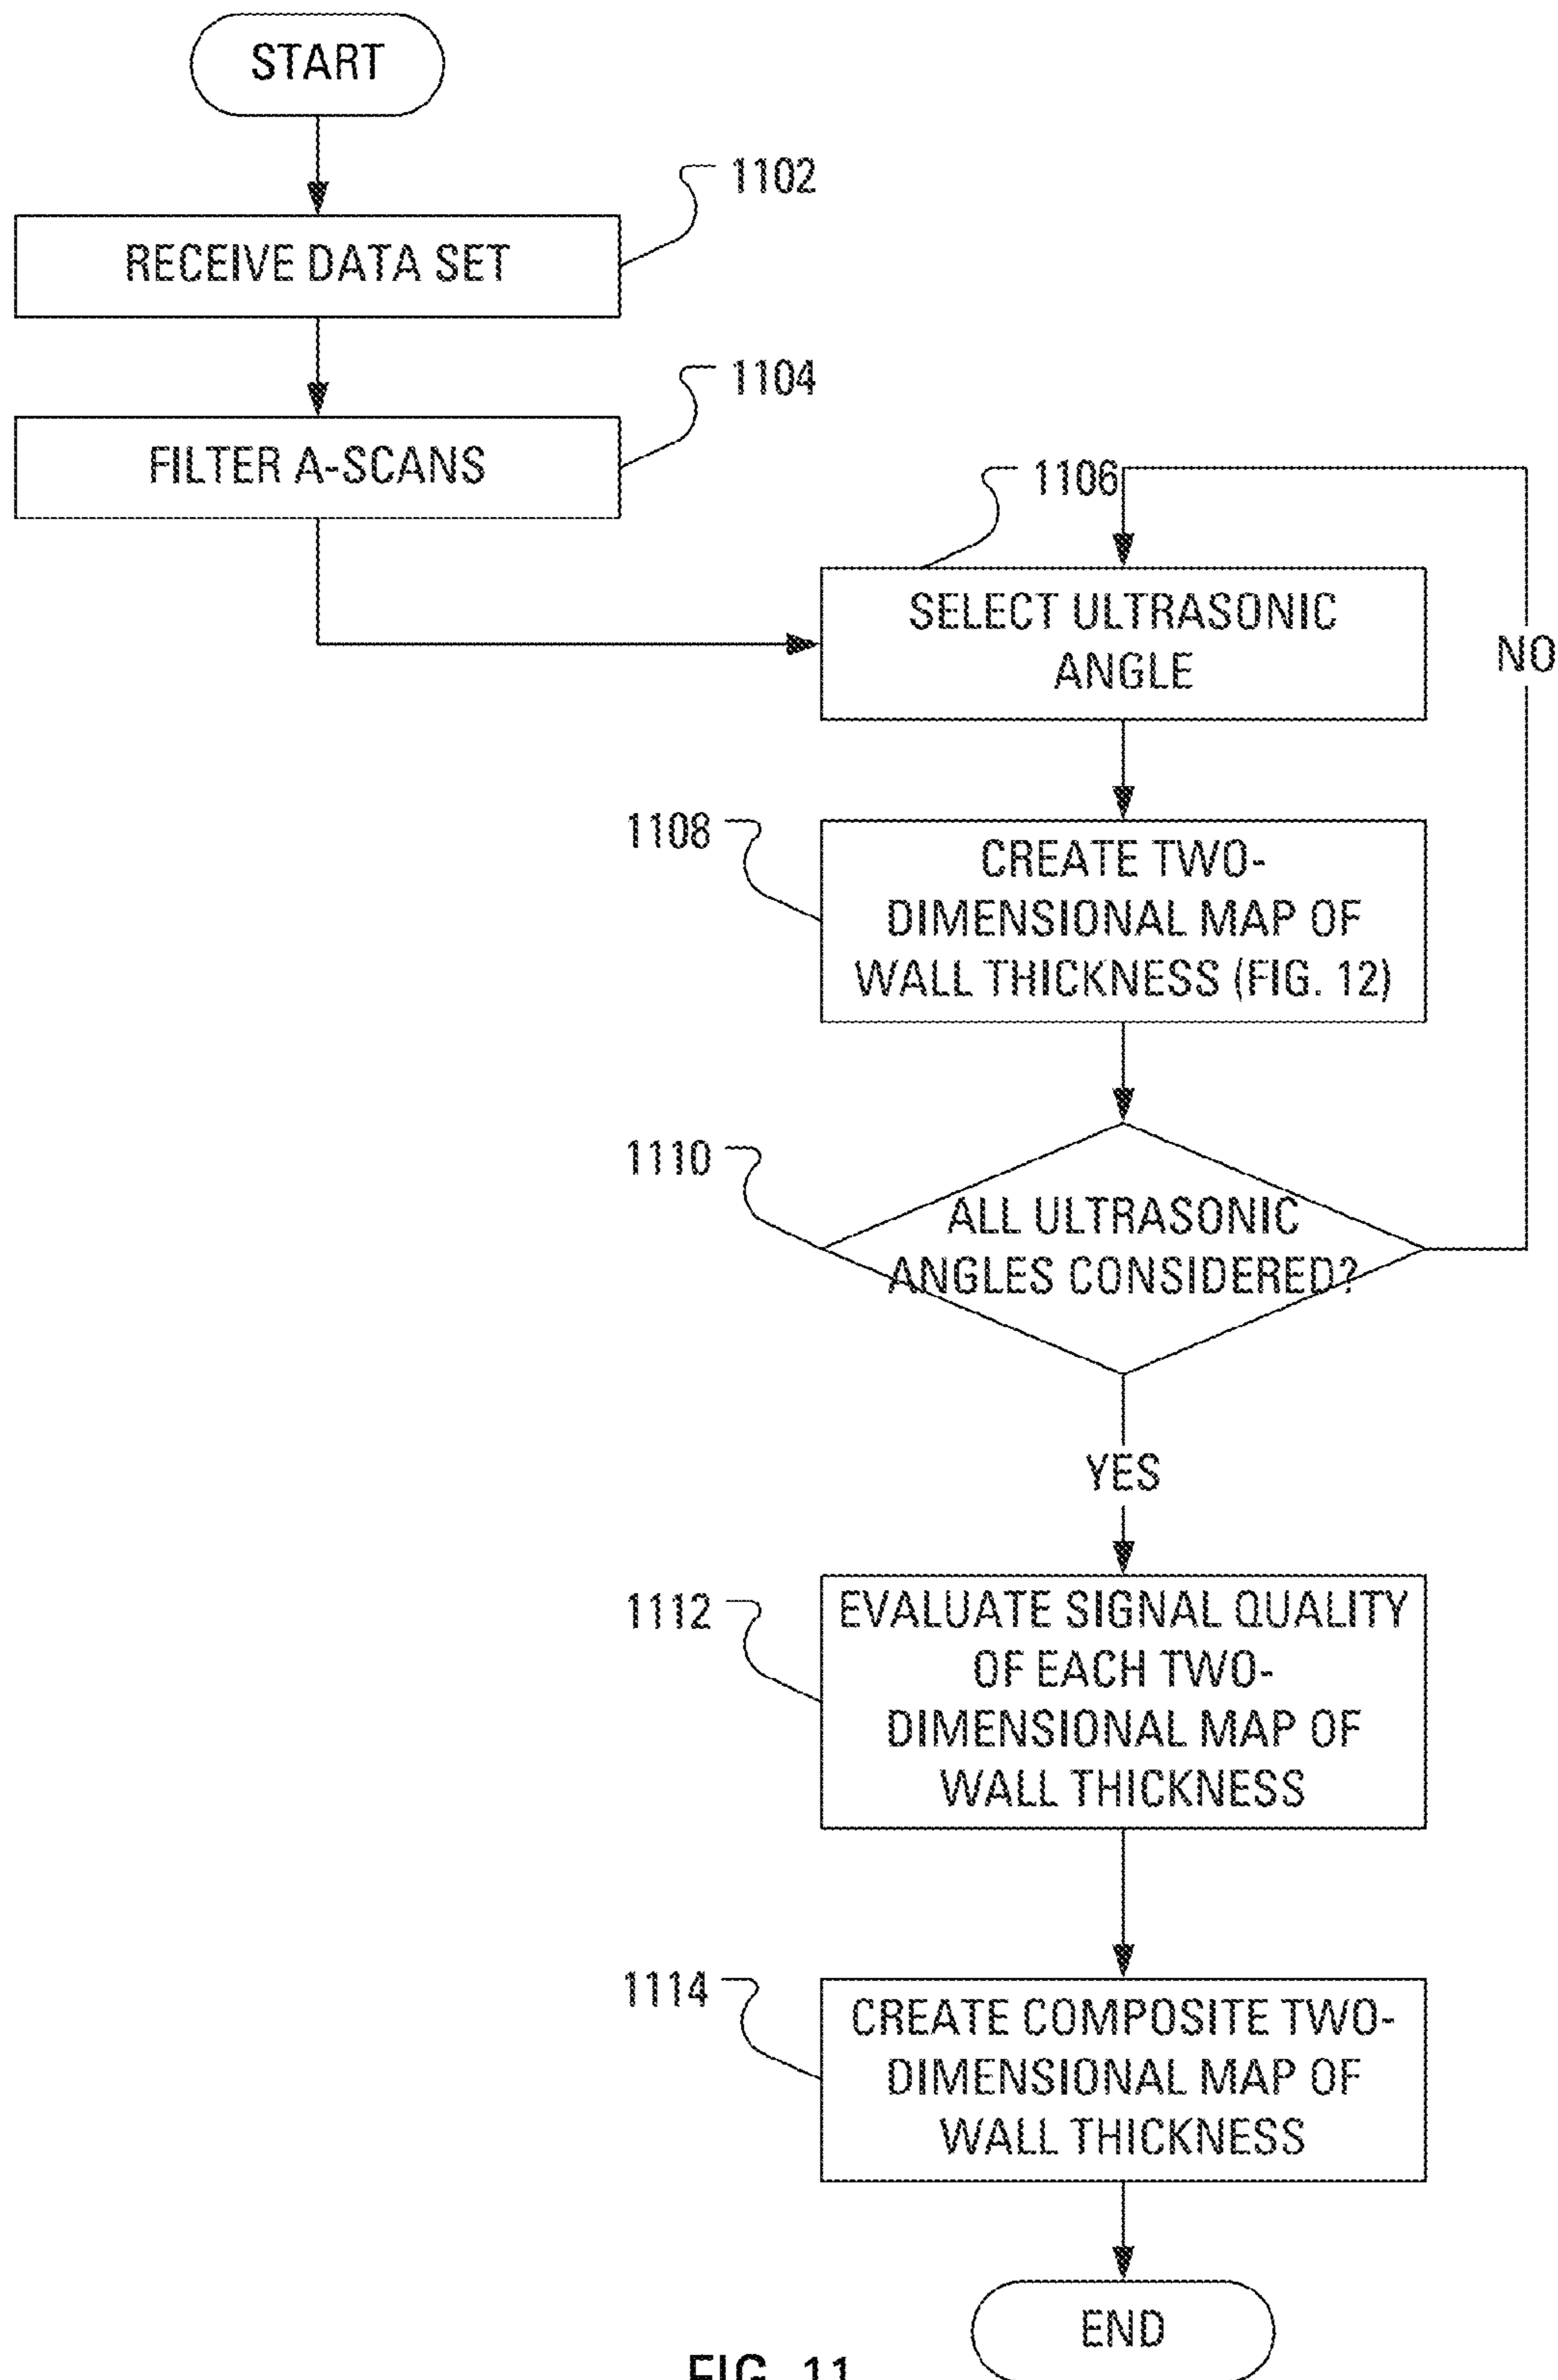 START
1102
RECEIVE DATA SET
1104
FILTER A-SCANS
1106
SELECT ULTRASONIC
ANGLE
NO
1108
CREATE TWO-
DIMENSIONAL MAP OF
WALL THICKNESS (FIG. 12)
1110
ALL ULTRASONIC
ANGLES CONSIDERED?
YES
1112
EVALUATE SIGNAL QUALITY
OF EACH TWO-
DIMENSIONAL MAP OF
WALL THICKNESS
1114
CREATE COMPOSITE TWO-
DIMENSIONAL MAP OF
WALL THICKNESS
END
FIG. 11